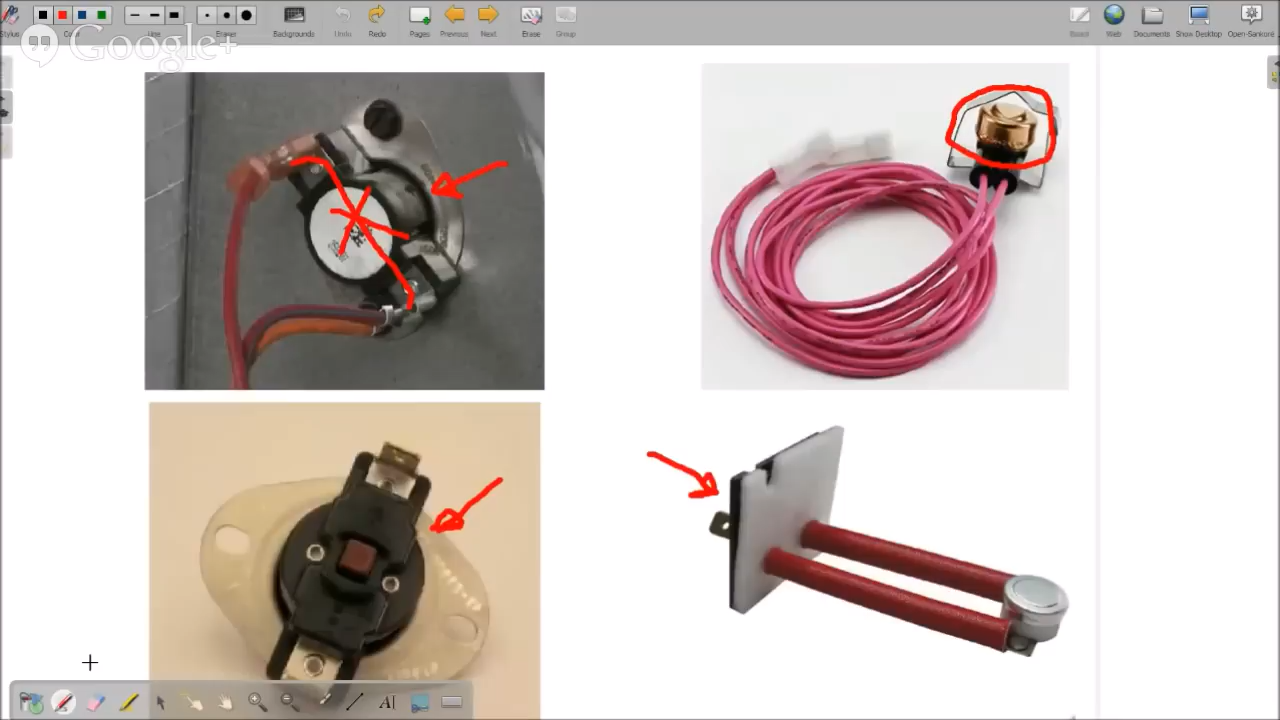 Google+
Stylus Color Line Eraser Backgrounds Undo Redo Pages Previous Next Erase Group Board Web Documents Show Desktop Open-Sankoré